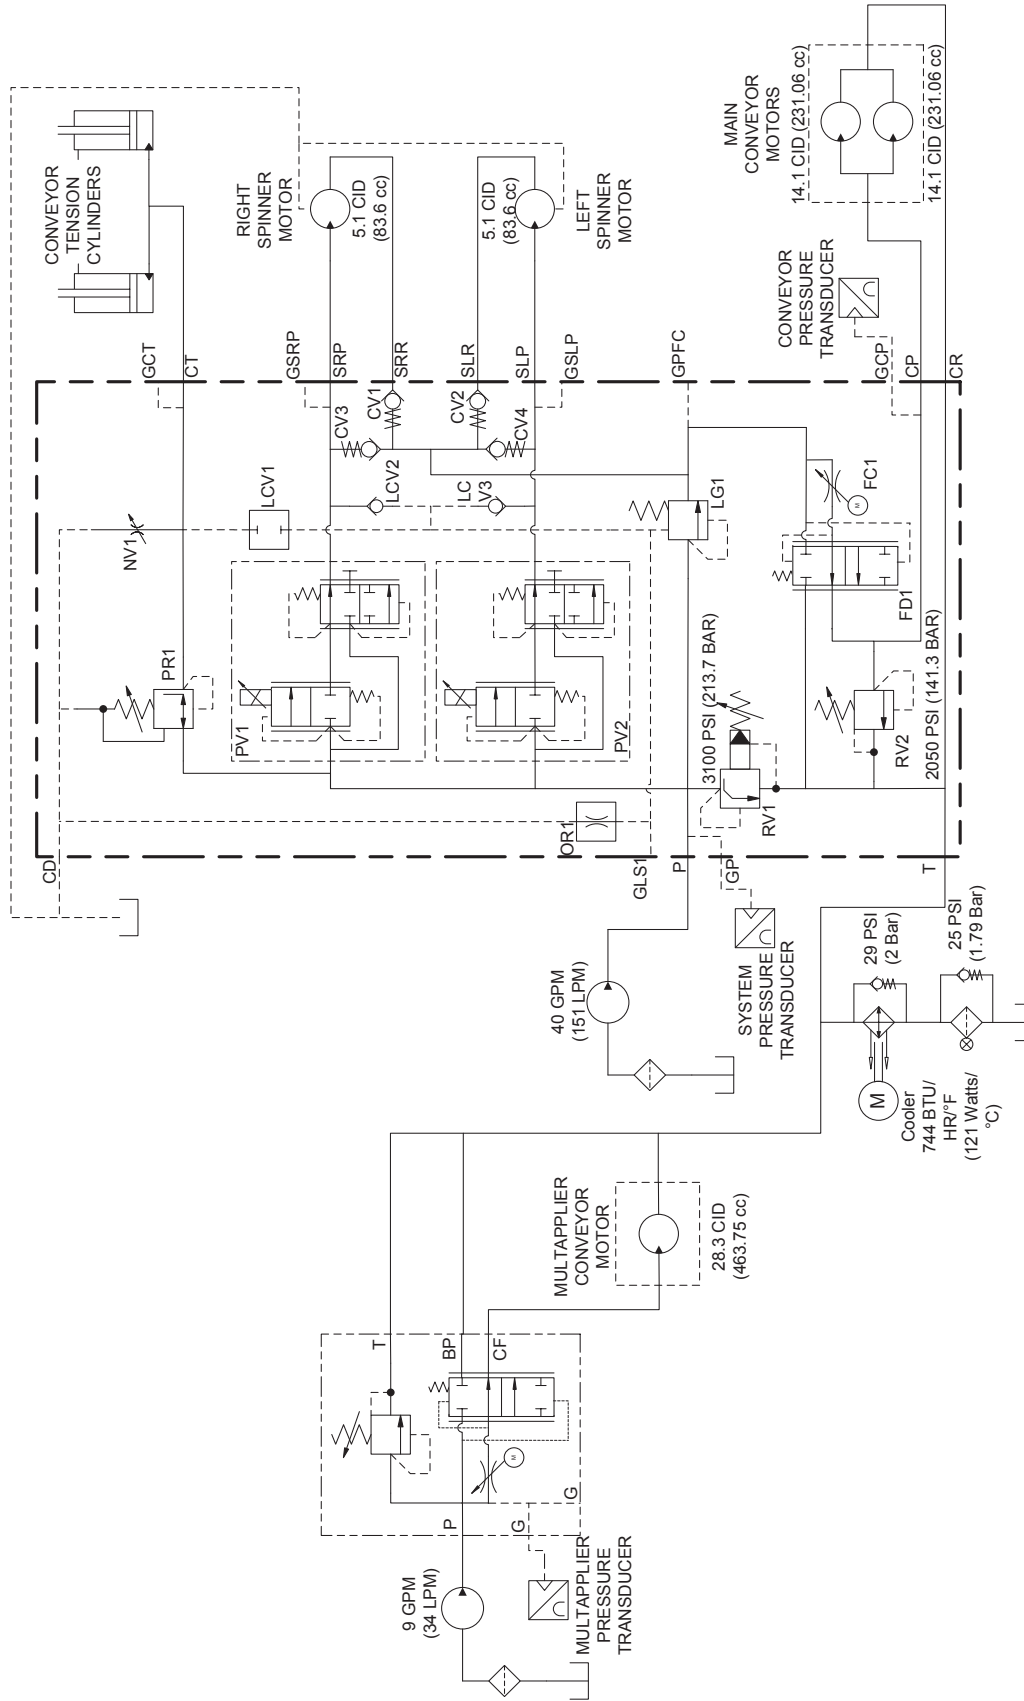 CONVEYOR
TENSION
CYLINDERS
RIGHT
SPINNER
MOTOR
5.1 CID
(83.6 cc)
5.1 CID
(83.6 cc)
LEFT
SPINNER
MOTOR
MAIN
CONVEYOR
MOTORS
14.1 CID (231.06 cc)
14.1 CID (231.06 cc)
CONVEYOR
PRESSURE
TRANSDUCER
GCT
CT
GSRP
SRP
SRR
SLR
SLP
GSLP
GPFC
GCP
CP
CR
CV3
CV1
CV2
CV4
LCV1
LCV2
LC
V3
NV1
LG1
FC1
M
PR1
FD1
PV1
PV2
3100 PSI (213.7 BAR)
RV1
RV2
2050 PSI (141.3 BAR)
OR1
CD
GLS1
P
GP
T
40 GPM
(151 LPM)
SYSTEM
PRESSURE
TRANSDUCER
29 PSI
(2 Bar)
25 PSI
(1.79 Bar)
M
Cooler
744 BTU/
HR/°F
(121 Watts/
°C)
MULTAPPLIER
CONVEYOR
MOTOR
28.3 CID
(463.75 cc)
T
BP
CF
M
P
G
G
9 GPM
(34 LPM)
MULTAPPLIER
PRESSURE
TRANSDUCER